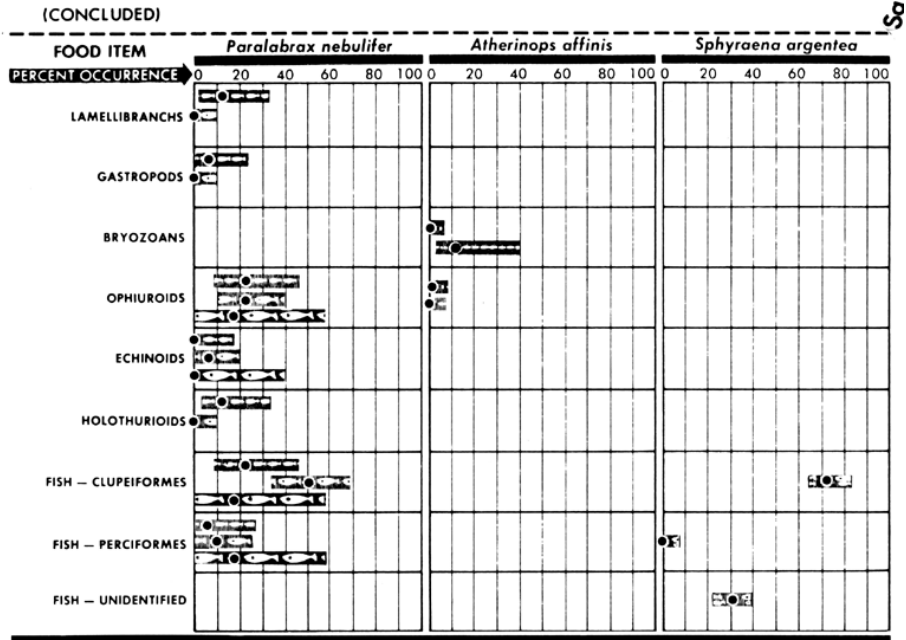 (CONCLUDED)
FOOD ITEM Paralabrax nebulifer Atherinops affinis Sphyraena argentea
PERCENT OCCURRENCE 0 20 40 60 80 100 0 20 40 60 80 100 0 20 40 60 80 100
LAMELLIBRANCHS
GASTROPODS
BRYOZOANS
OPHIUROIDS
ECHINOIDS
HOLOTHURIOIDS
FISH — CLUPEIFORMES
FISH — PERCIFORMES
FISH — UNIDENTIFIED